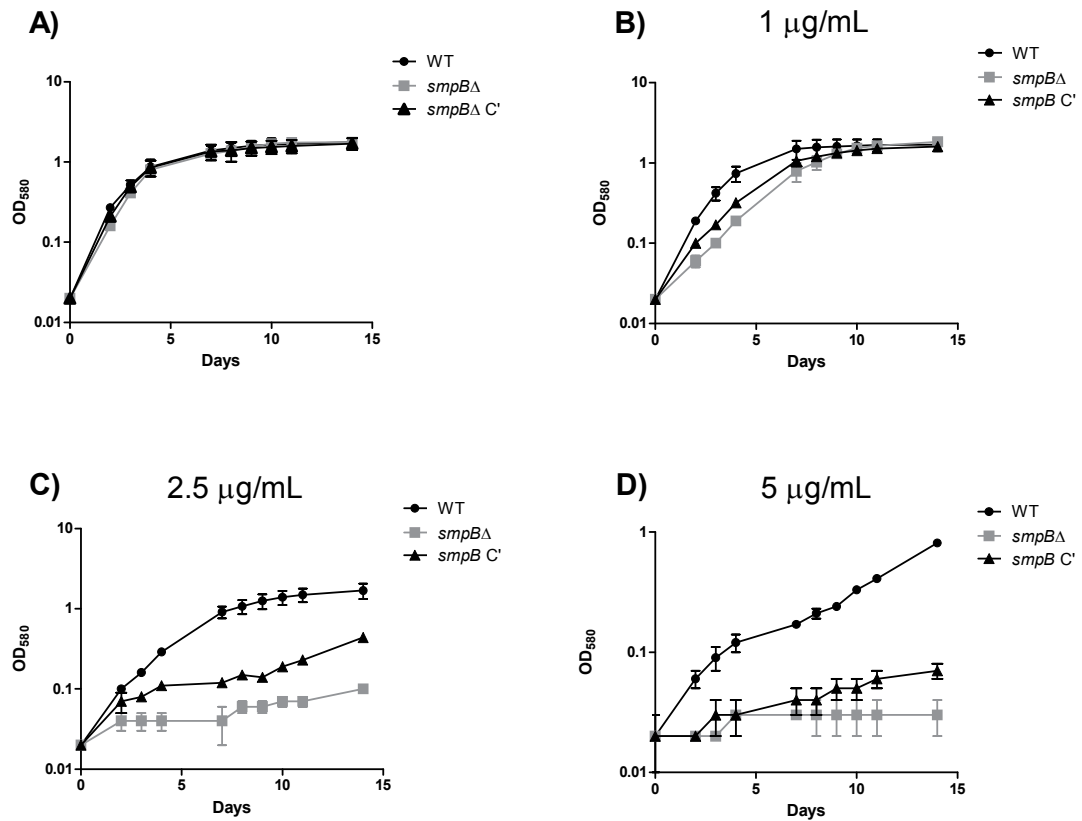 A)
WT
smpBΔ
smpBΔ C'
10
1
0.1
0.01
OD580
0
5
10
15
Days
B)
1 μg/mL
WT
smpBΔ
smpB C'
10
1
0.1
0.01
OD580
0
5
10
15
Days
C)
2.5 μg/mL
WT
smpBΔ
smpB C'
10
1
0.1
0.01
OD580
0
5
10
15
Days
D)
5 μg/mL
WT
smpBΔ
smpB C'
1
0.1
0.01
OD580
0
5
10
15
Days